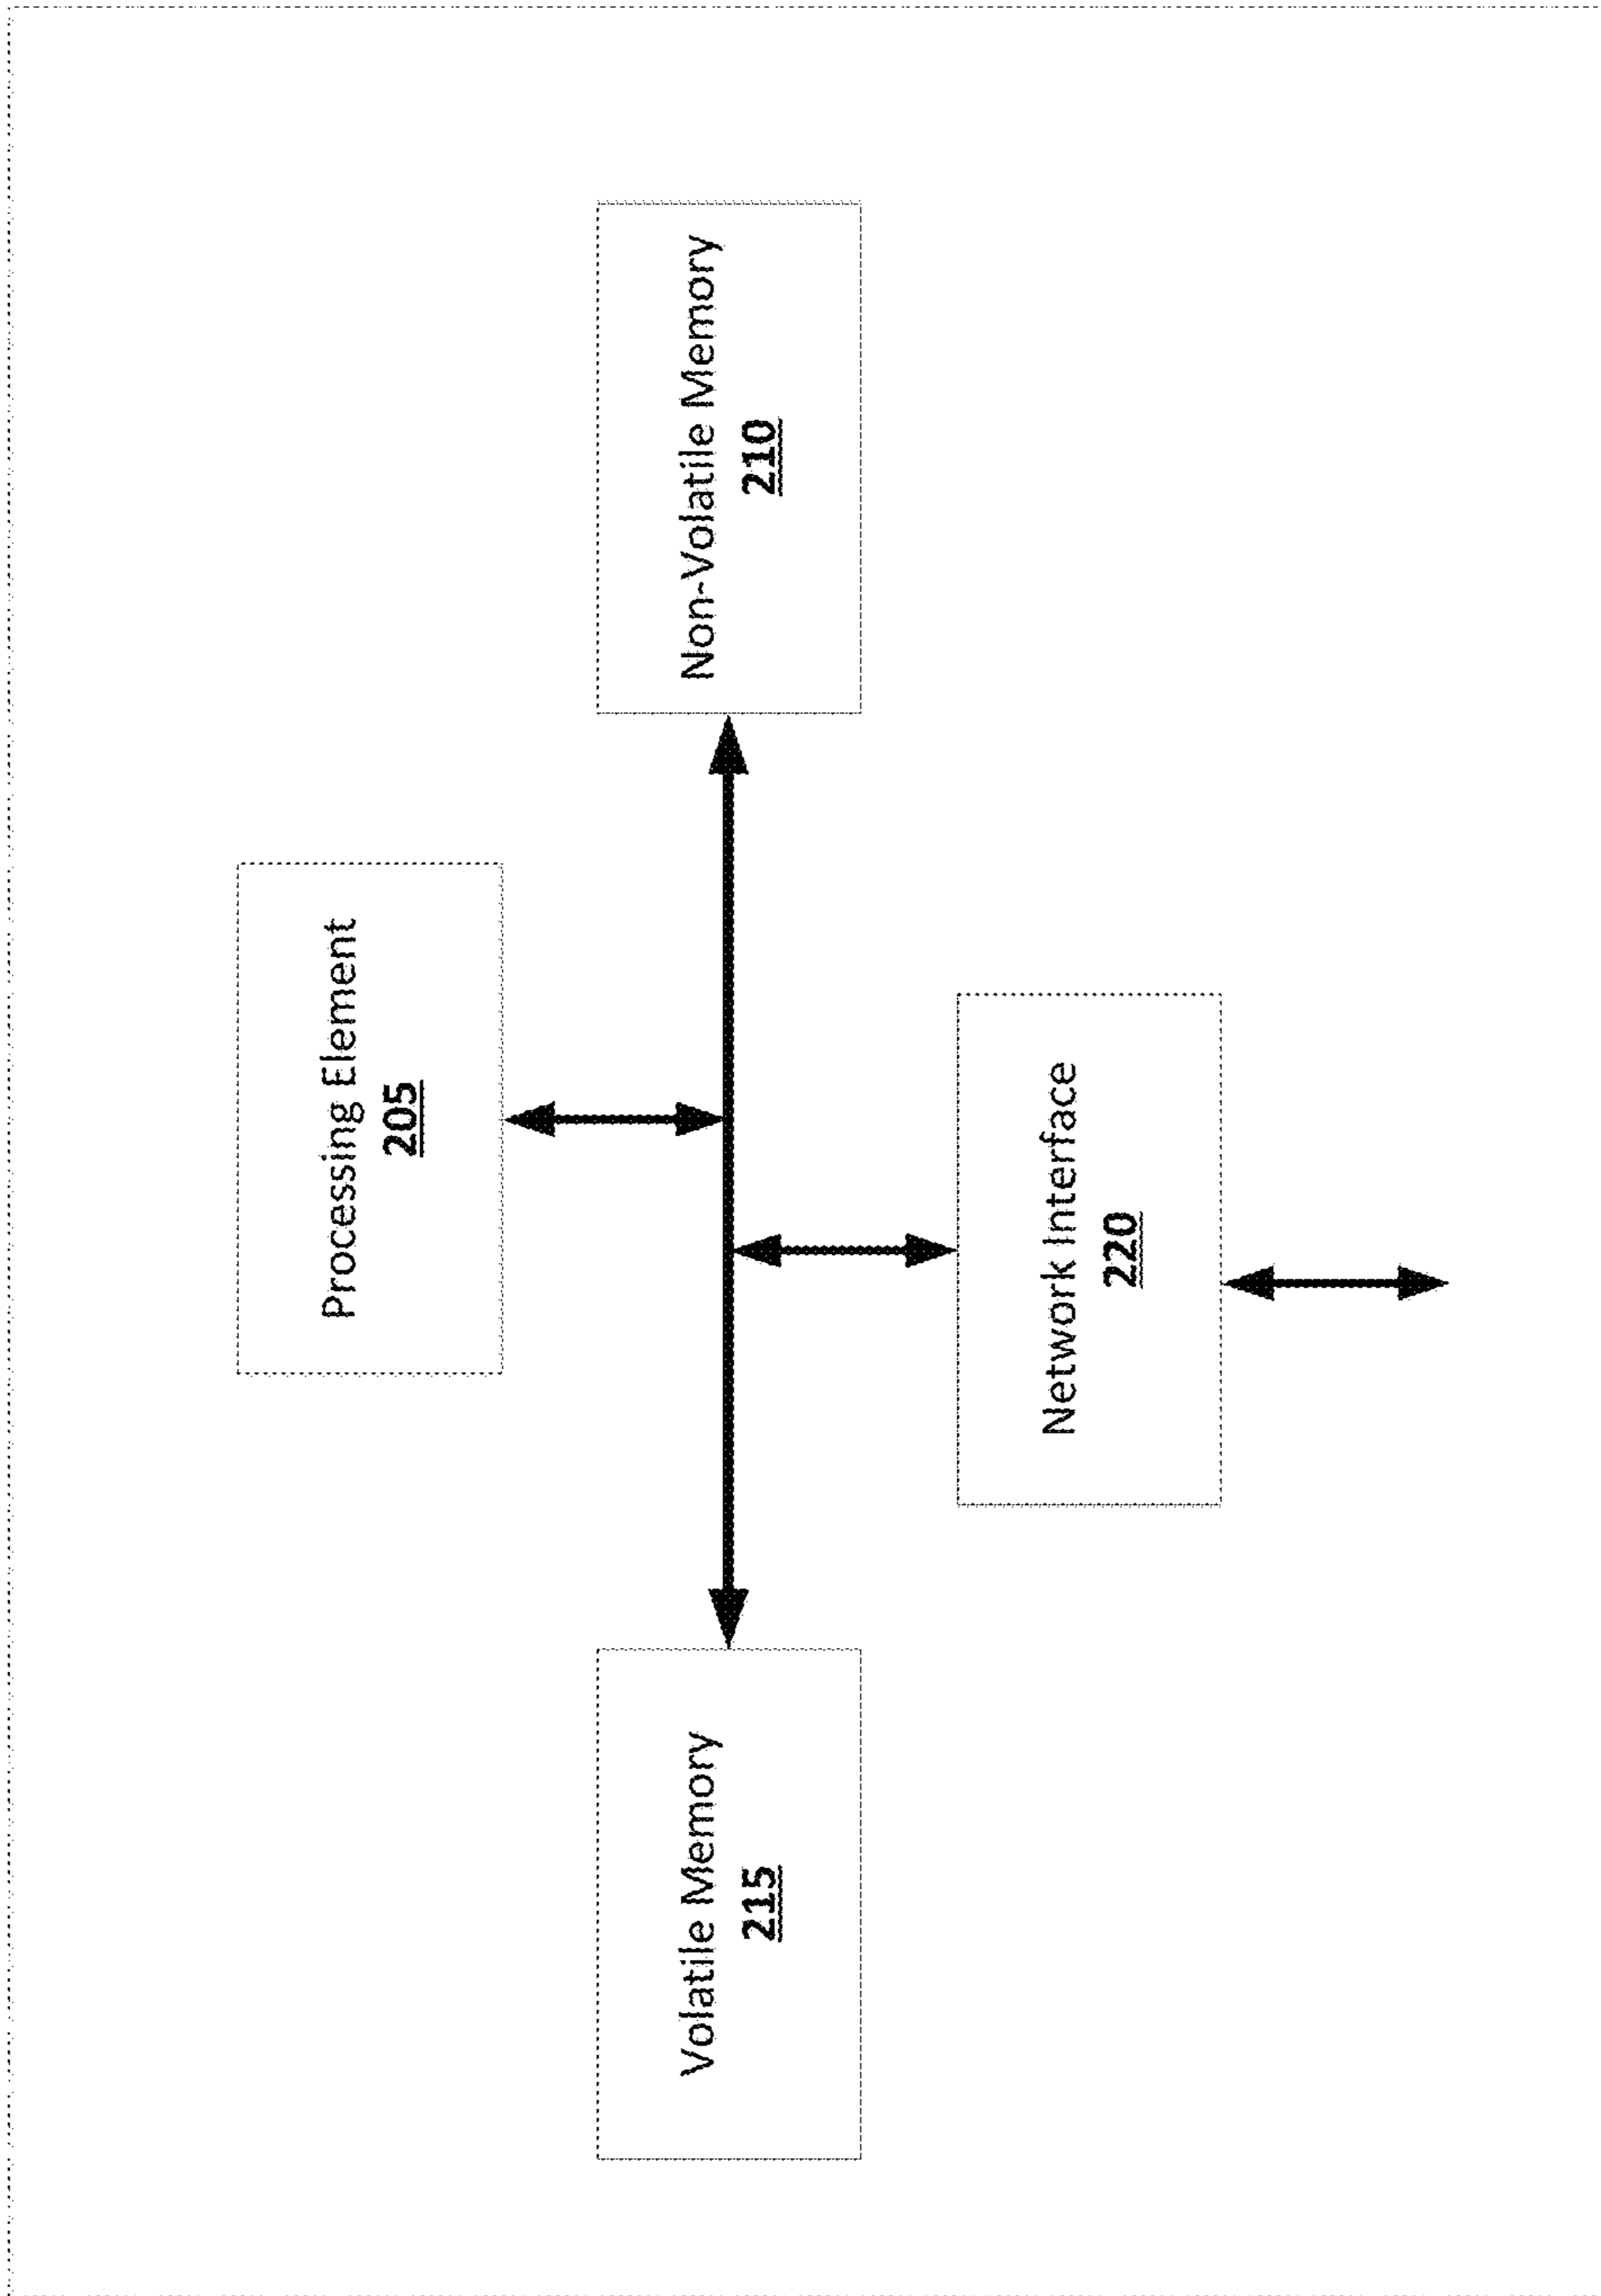 Processing Element
205
Volatile Memory
215
Non-Volatile Memory
210
Network Interface
220